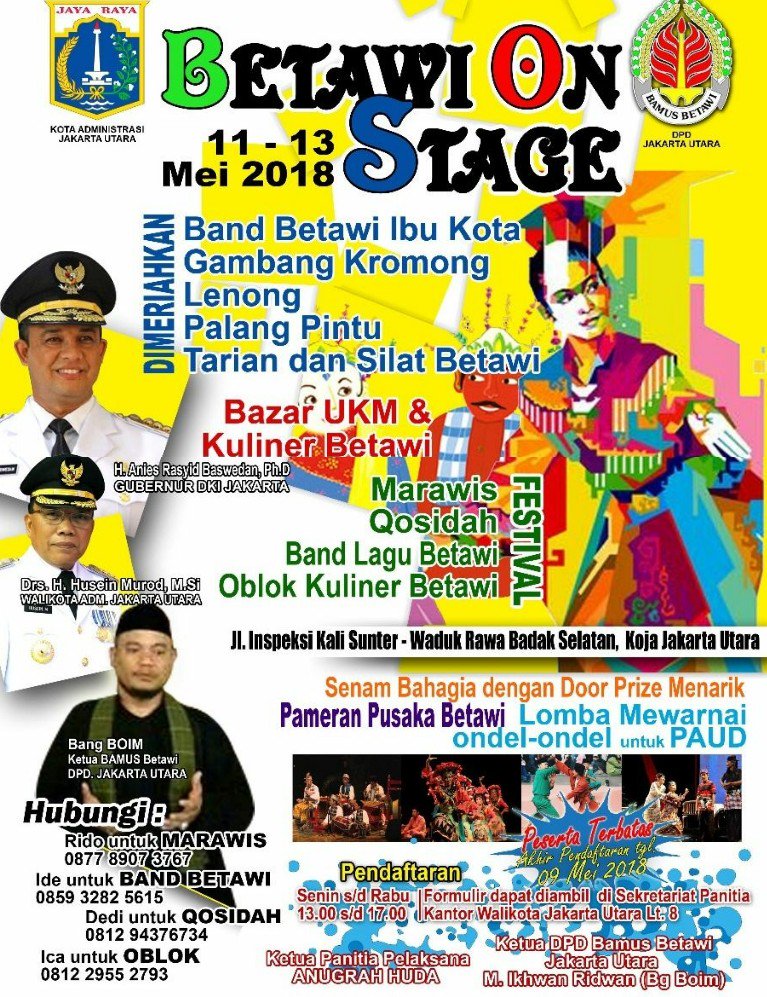 JAYA RAYA
KOTA ADMINISTRASI
JAKARTA UTARA
BETAWI ON
STAGE
BAMUS BETAWI
DPD
JAKARTA UTARA
11 - 13
Mei 2018
DIMERIAHKAN
Band Betawi Ibu Kota
Gambang Kromong
Lenong
Palang Pintu
Tarian dan Silat Betawi
Bazar UKM &
Kuliner Betawi
H. Anies Rasyid Baswedan, Ph.D
GUBERNUR DKI JAKARTA
FESTIVAL
Marawis
Qosidah
Band Lagu Betawi
Oblok Kuliner Betawi
Drs. H. Husein Murod, M.Si
WALIKOTA ADM. JAKARTA UTARA
Jl. Inspeksi Kali Sunter - Waduk Rawa Badak Selatan, Koja Jakarta Utara
Senam Bahagia dengan Door Prize Menarik
Pameran Pusaka Betawi Lomba Mewarnai
ondel-ondel untuk PAUD
Bang BOIM
Ketua BAMUS Betawi
DPD. JAKARTA UTARA
Hubungi :
Rido untuk MARAWIS
0877 8907 3767
Ide untuk BAND BETAWI
0859 3282 5615
Dedi untuk QOSIDAH
0812 94376734
Ica untuk OBLOK
0812 2955 2793
Peserta Terbatas
Akhir Pendaftaran tgl.
09 Mei 2018
Pendaftaran
Senin s/d Rabu
13.00 s/d 17.00
Formulir dapat diambil di Sekretariat Panitia
Kantor Walikota Jakarta Utara Lt. 8
Ketua Panitia Pelaksana
ANUGRAH HUDA
Ketua DPD Bamus Betawi
Jakarta Utara
M. Ikhwan Ridwan (Bg Boim)